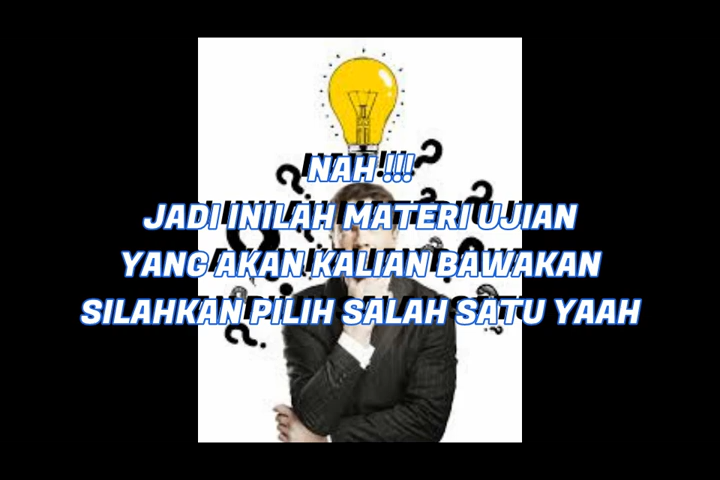 NAH !!!
JADI INILAH MATERI UJIAN
YANG AKAN KALIAN BAWAKAN
SILAHKAN PILIH SALAH SATU YAAH